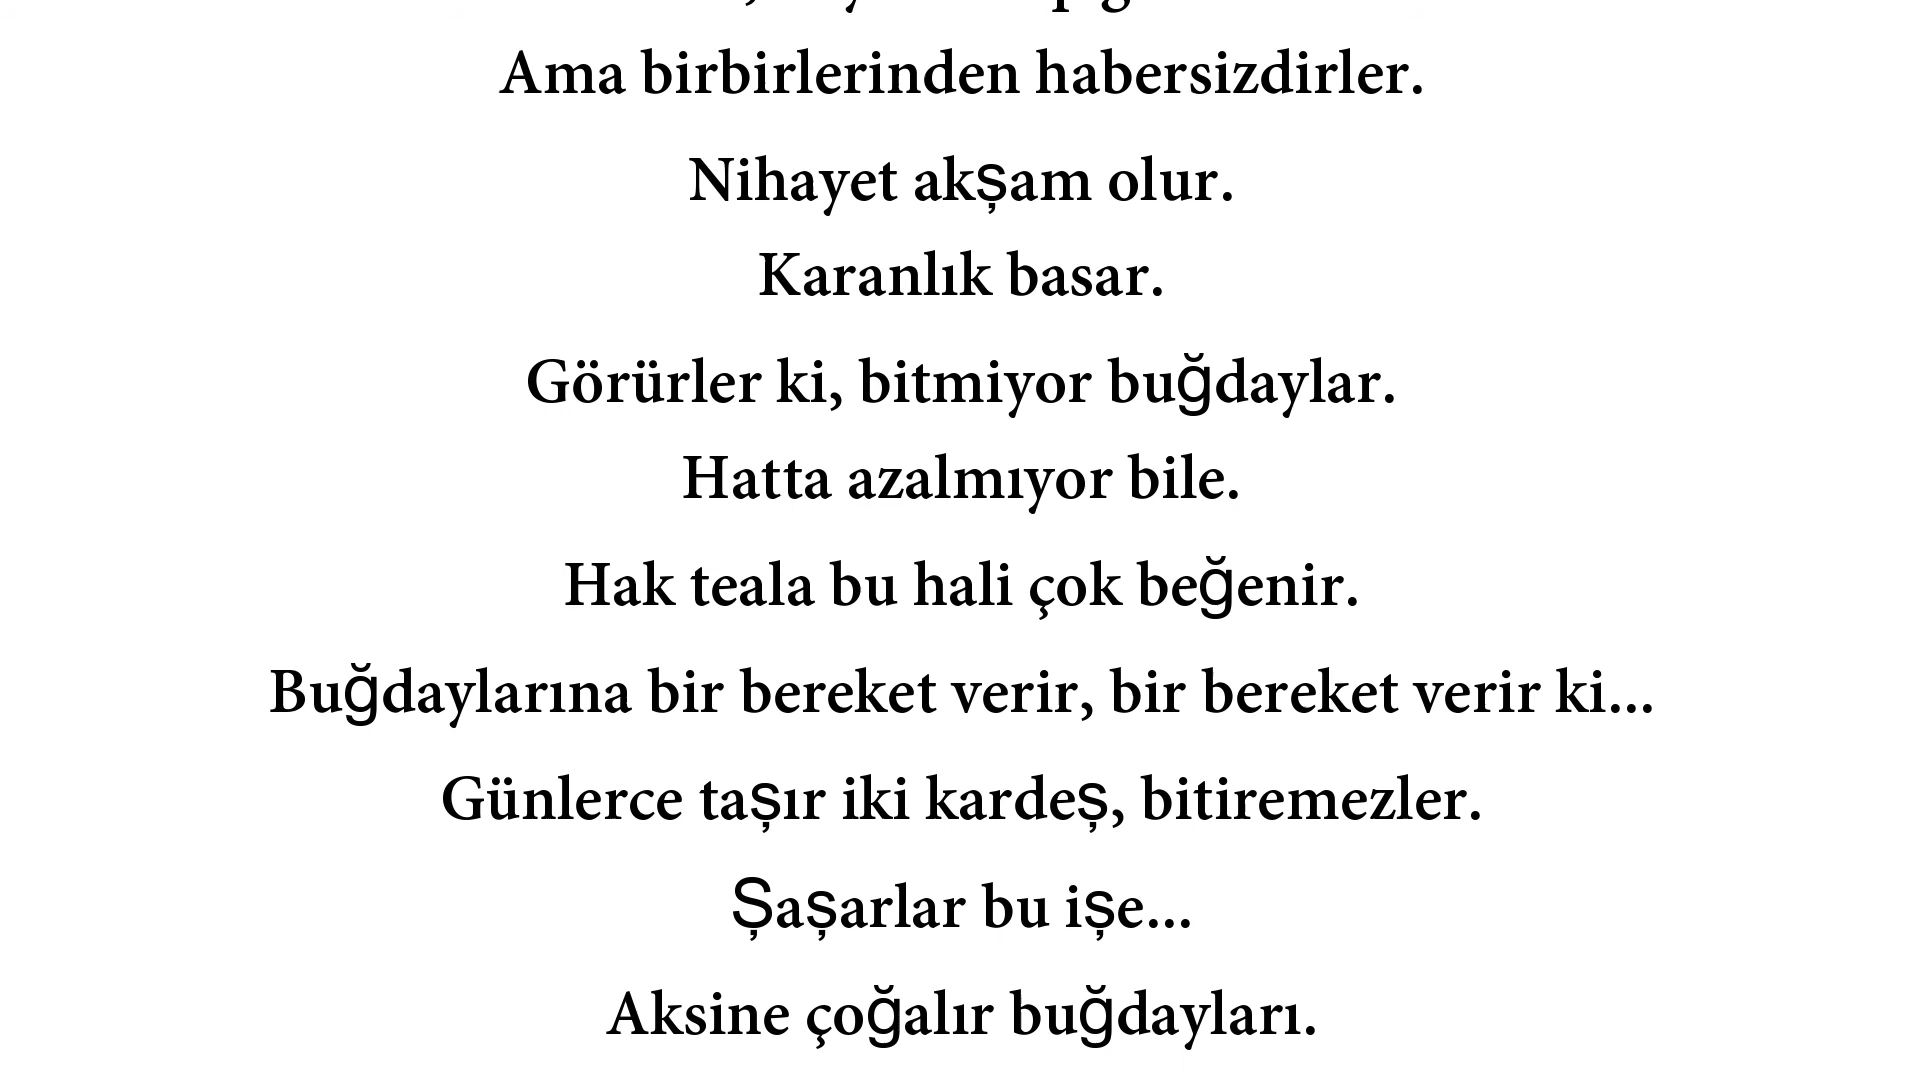 Ama birbirlerinden habersizdirler.
Nihayet akşam olur.
Karanlık basar.
Görürler ki, bitmiyor buğdaylar.
Hatta azalmıyor bile.
Hak teala bu hali çok beğenir.
Buğdaylarına bir bereket verir, bir bereket verir ki...
Günlerce taşır iki kardeş, bitiremezler.
Şaşarlar bu işe...
Aksine çoğalır buğdayları.